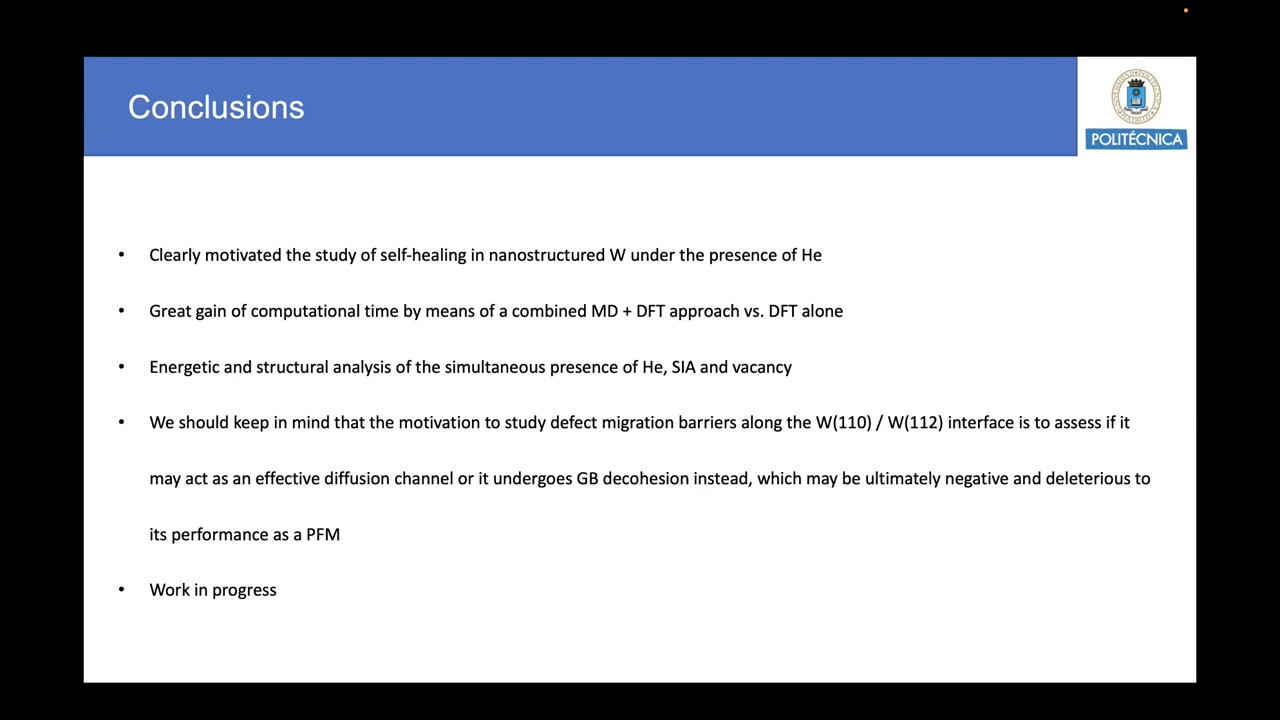 Conclusions
POLITÉCNICA
• Clearly motivated the study of self-healing in nanostructured W under the presence of He
• Great gain of computational time by means of a combined MD + DFT approach vs. DFT alone
• Energetic and structural analysis of the simultaneous presence of He, SIA and vacancy
• We should keep in mind that the motivation to study defect migration barriers along the W(110) / W(112) interface is to assess if it
may act as an effective diffusion channel or it undergoes GB decohesion instead, which may be ultimately negative and deleterious to
its performance as a PFM
• Work in progress